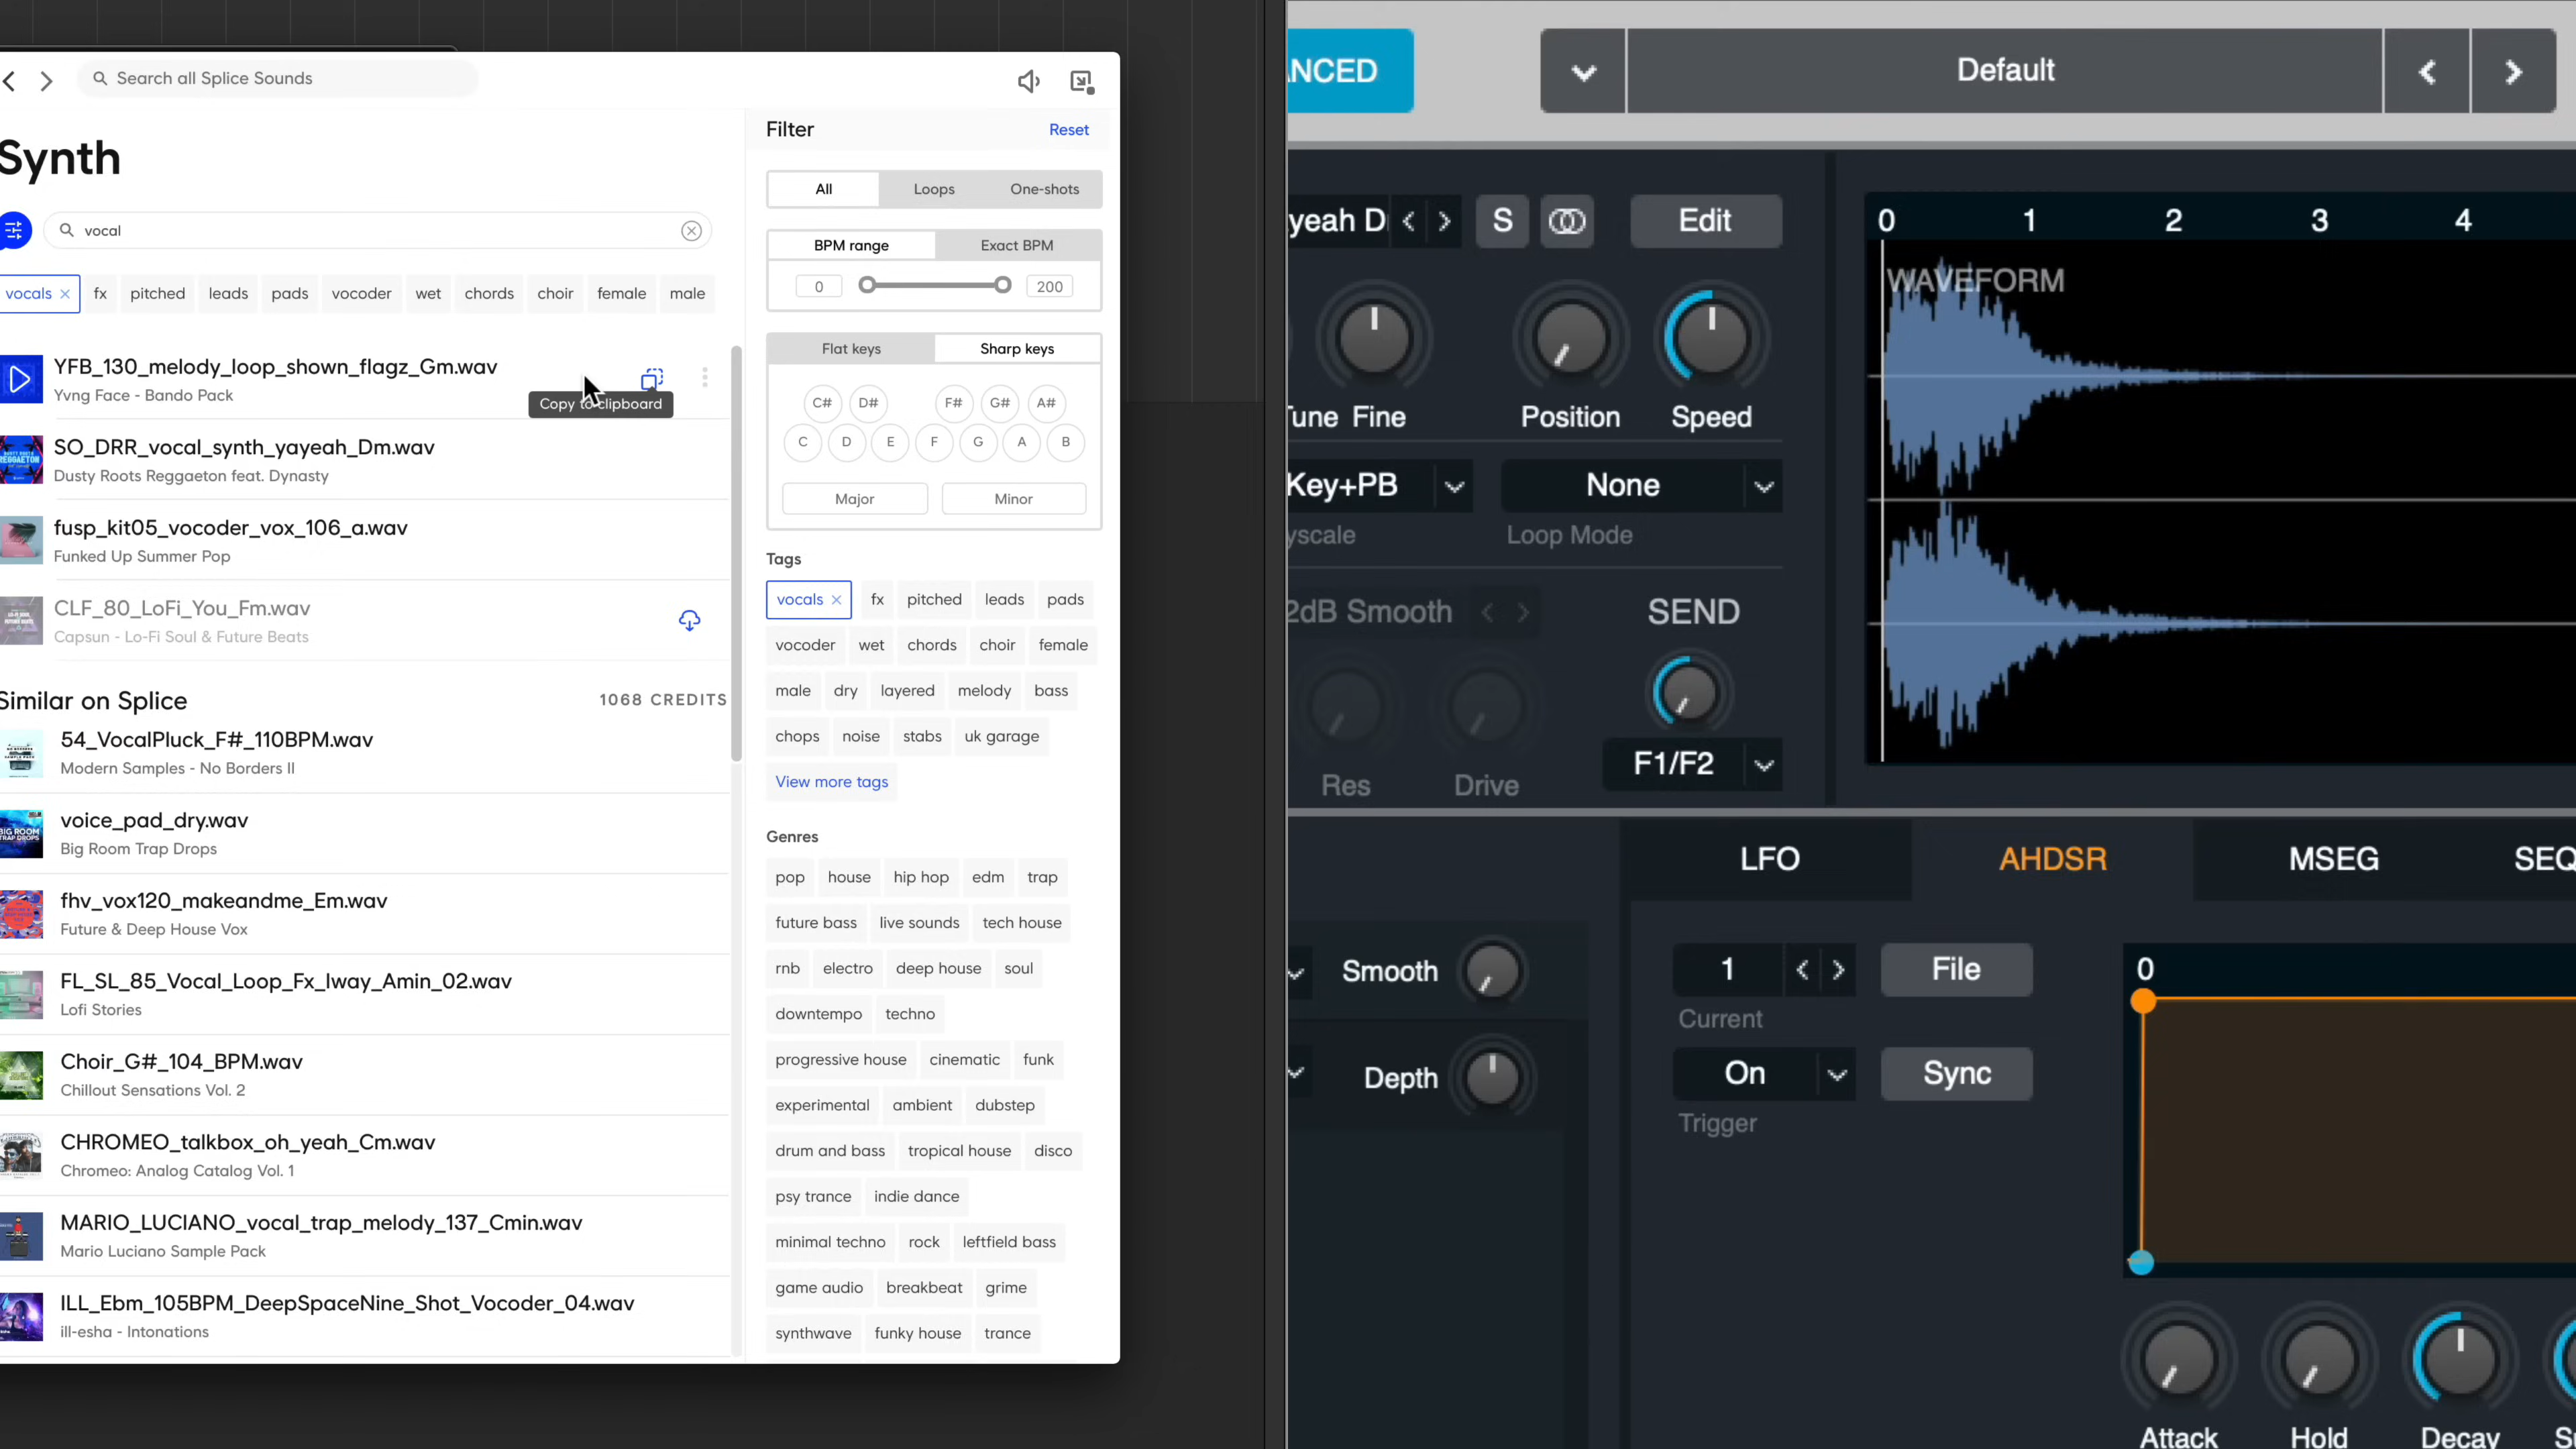 Search all Splice Sounds
Synth
vocal
vocals fx pitched leads pads vocoder wet chords choir female male
YFB_130_melody_loop_shown_flagz_Gm.wav
Yvng Face - Bando Pack
Copy to clipboard
SO_DRR_vocal_synth_yayeah_Dm.wav
Dusty Roots Reggaeton feat. Dynasty
fusp_kit05_vocoder_vox_106_a.wav
Funked Up Summer Pop
CLF_80_LoFi_You_Fm.wav
Capsun - Lo-Fi Soul & Future Beats
Similar on Splice 1068 CREDITS
54_VocalPluck_F#_110BPM.wav
Modern Samples - No Borders II
voice_pad_dry.wav
Big Room Trap Drops
fhv_vox120_makeandme_Em.wav
Future & Deep House Vox
FL_SL_85_Vocal_Loop_Fx_Iway_Amin_02.wav
Lofi Stories
Choir_G#_104_BPM.wav
Chillout Sensations Vol. 2
CHROMEO_talkbox_oh_yeah_Cm.wav
Chromeo: Analog Catalog Vol. 1
MARIO_LUCIANO_vocal_trap_melody_137_Cmin.wav
Mario Luciano Sample Pack
ILL_Ebm_105BPM_DeepSpaceNine_Shot_Vocoder_04.wav
ill-esha - Intonations
Filter Reset
All Loops One-shots
BPM range Exact BPM
0 200
Flat keys Sharp keys
C# D# F# G# A#
C D E F G A B
Major Minor
Tags
vocals fx pitched leads pads
vocoder wet chords choir female
male dry layered melody bass
chops noise stabs uk garage
View more tags
Genres
pop house hip hop edm trap
future bass live sounds tech house
rnb electro deep house soul
downtempo techno
progressive house cinematic funk
experimental ambient dubstep
drum and bass tropical house disco
psy trance indie dance
minimal techno rock leftfield bass
game audio breakbeat grime
synthwave funky house trance
ANCED Default
yeah D S Edit
Tune Fine Position Speed
Key+PB None
yscale Loop Mode
2dB Smooth SEND
F1/F2
Res Drive
0 1 2 3 4
WAVEFORM
LFO AHDSR MSEG SEQ
Smooth 1 File
Current
Depth On Sync
Trigger
0
Attack Hold Decay